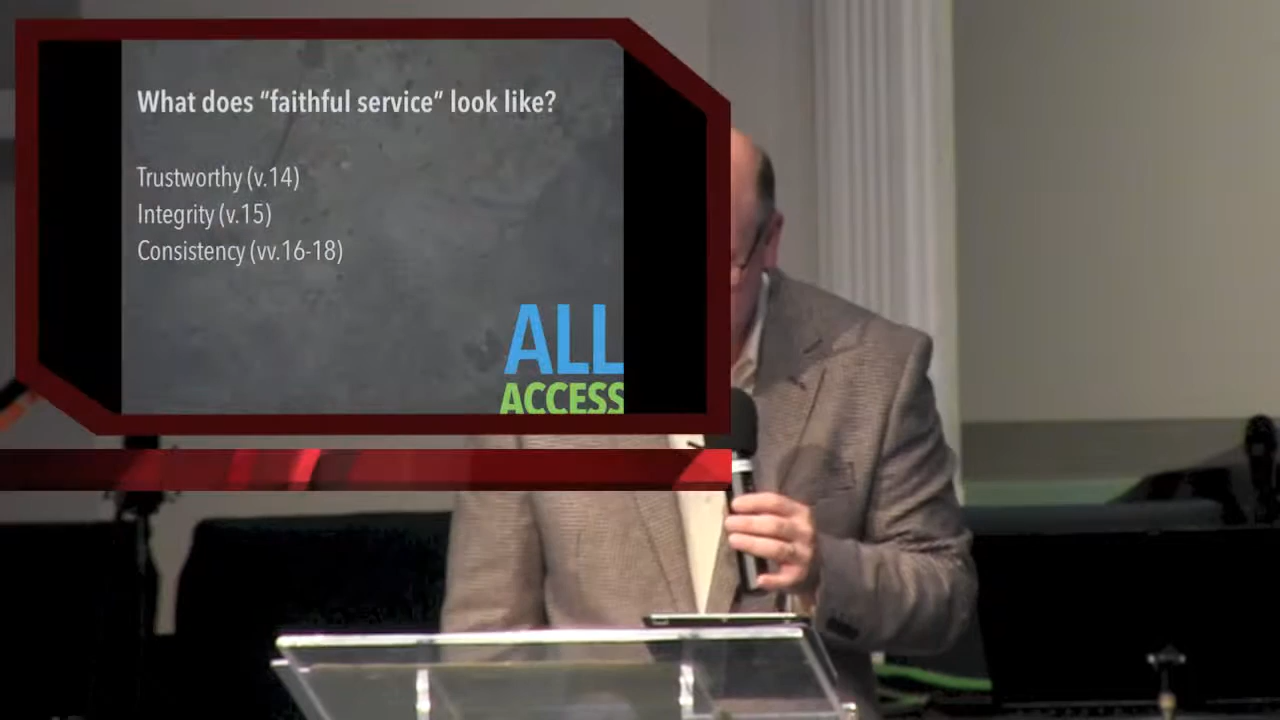 What does “faithful service” look like?
Trustworthy (v.14)
Integrity (v.15)
Consistency (vv.16-18)
ALL
ACCESS